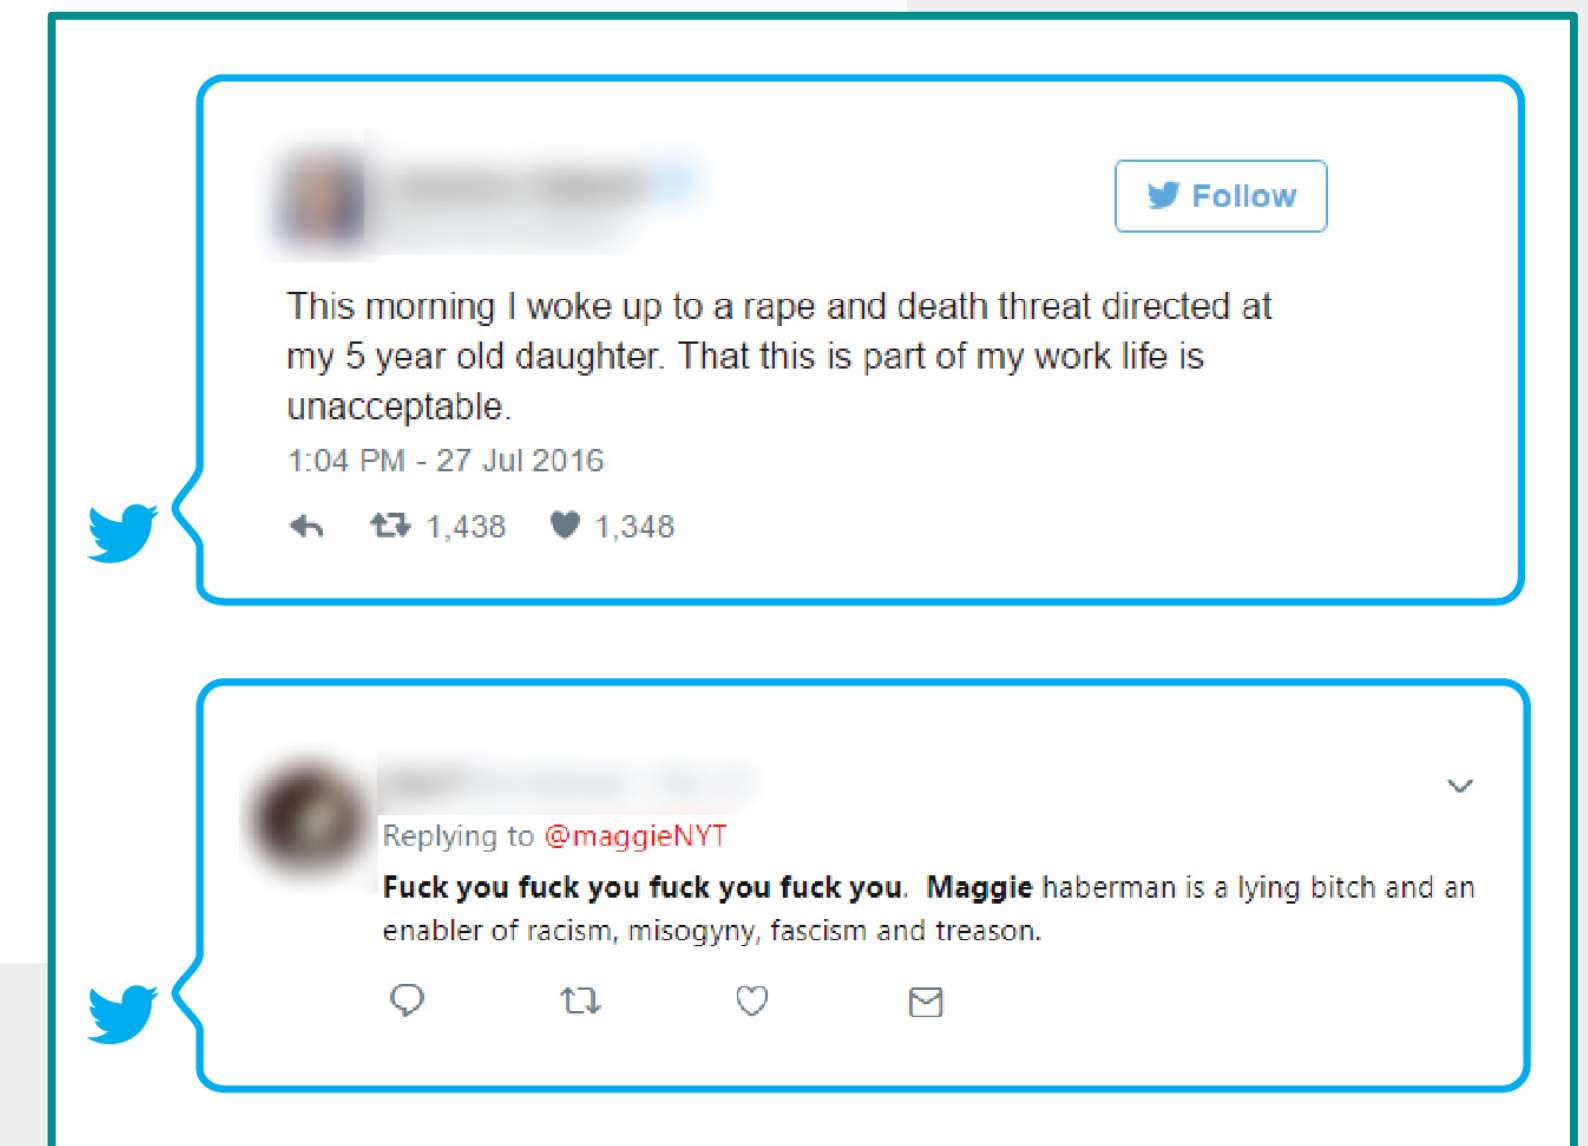 Follow
This morning I woke up to a rape and death threat directed at
my 5 year old daughter. That this is part of my work life is
unacceptable.
1:04 PM - 27 Jul 2016
1,438 1,348
Replying to @maggieNYT
Fuck you fuck you fuck you fuck you. Maggie haberman is a lying bitch and an
enabler of racism, misogyny, fascism and treason.